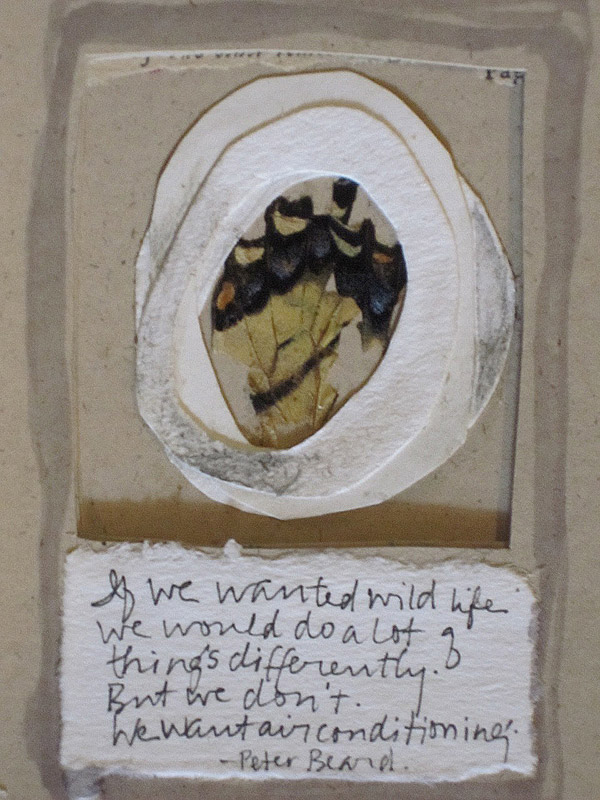 If we wanted wild life
we would do a lot of
things differently.
But we don't.
We want air conditioning.
-Peter Beard.